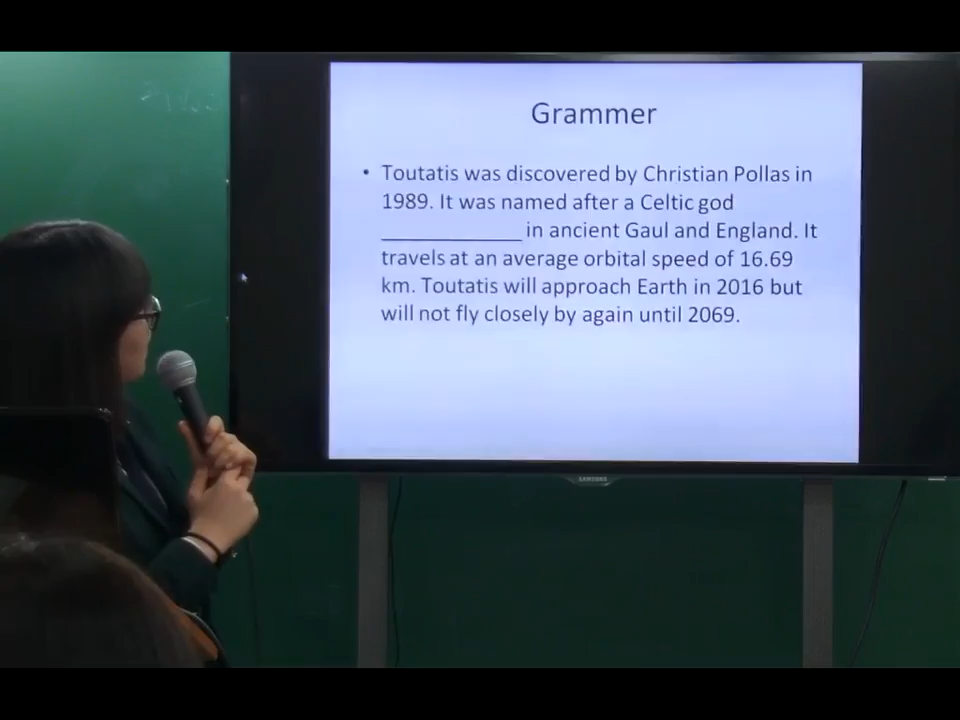 Grammer
• Toutatis was discovered by Christian Pollas in
1989. It was named after a Celtic god
_____________ in ancient Gaul and England. It
travels at an average orbital speed of 16.69
km. Toutatis will approach Earth in 2016 but
will not fly closely by again until 2069.
SAMSUNG